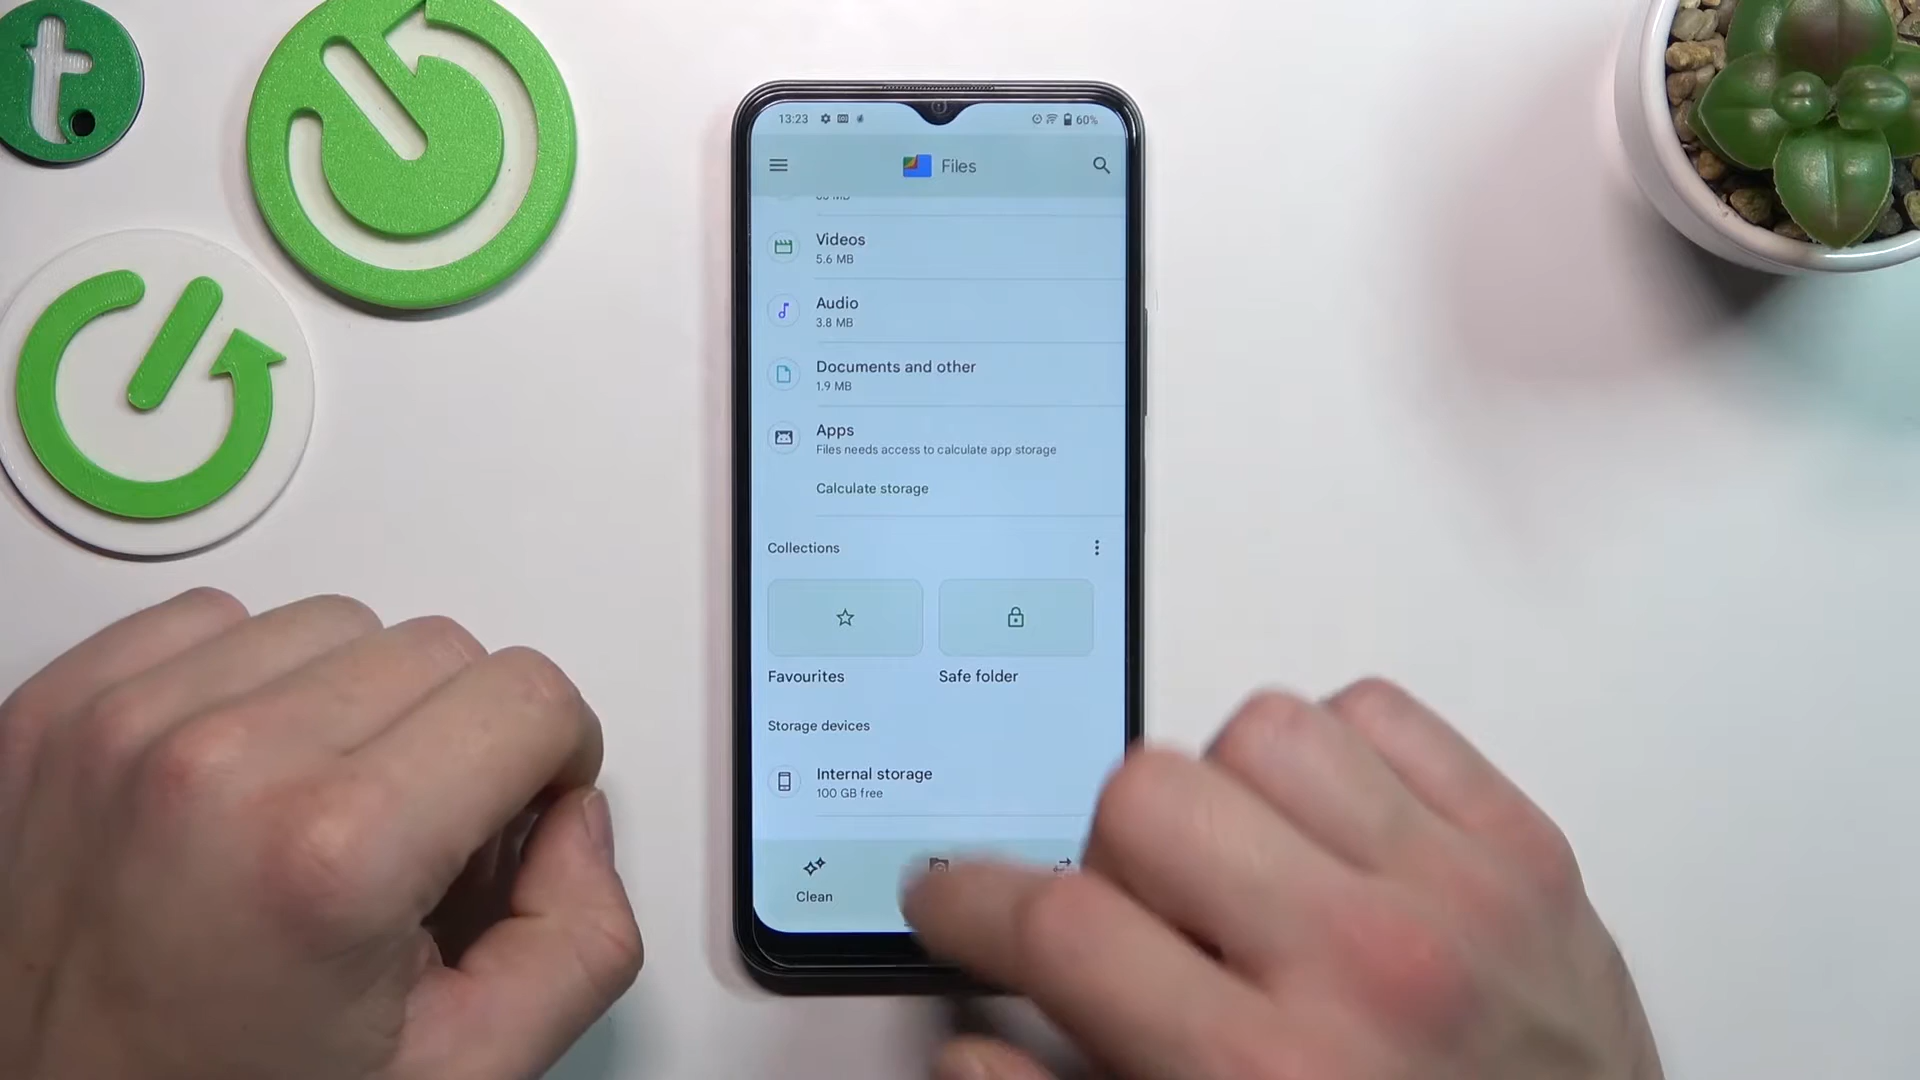 t.
13:23
60%
Files
Videos
5.6 MB
Audio
3.8 MB
Documents and other
1.9 MB
Apps
Files needs access to calculate app storage
Calculate storage
Collections
Favourites
Safe folder
Storage devices
Internal storage
100 GB free
Clean